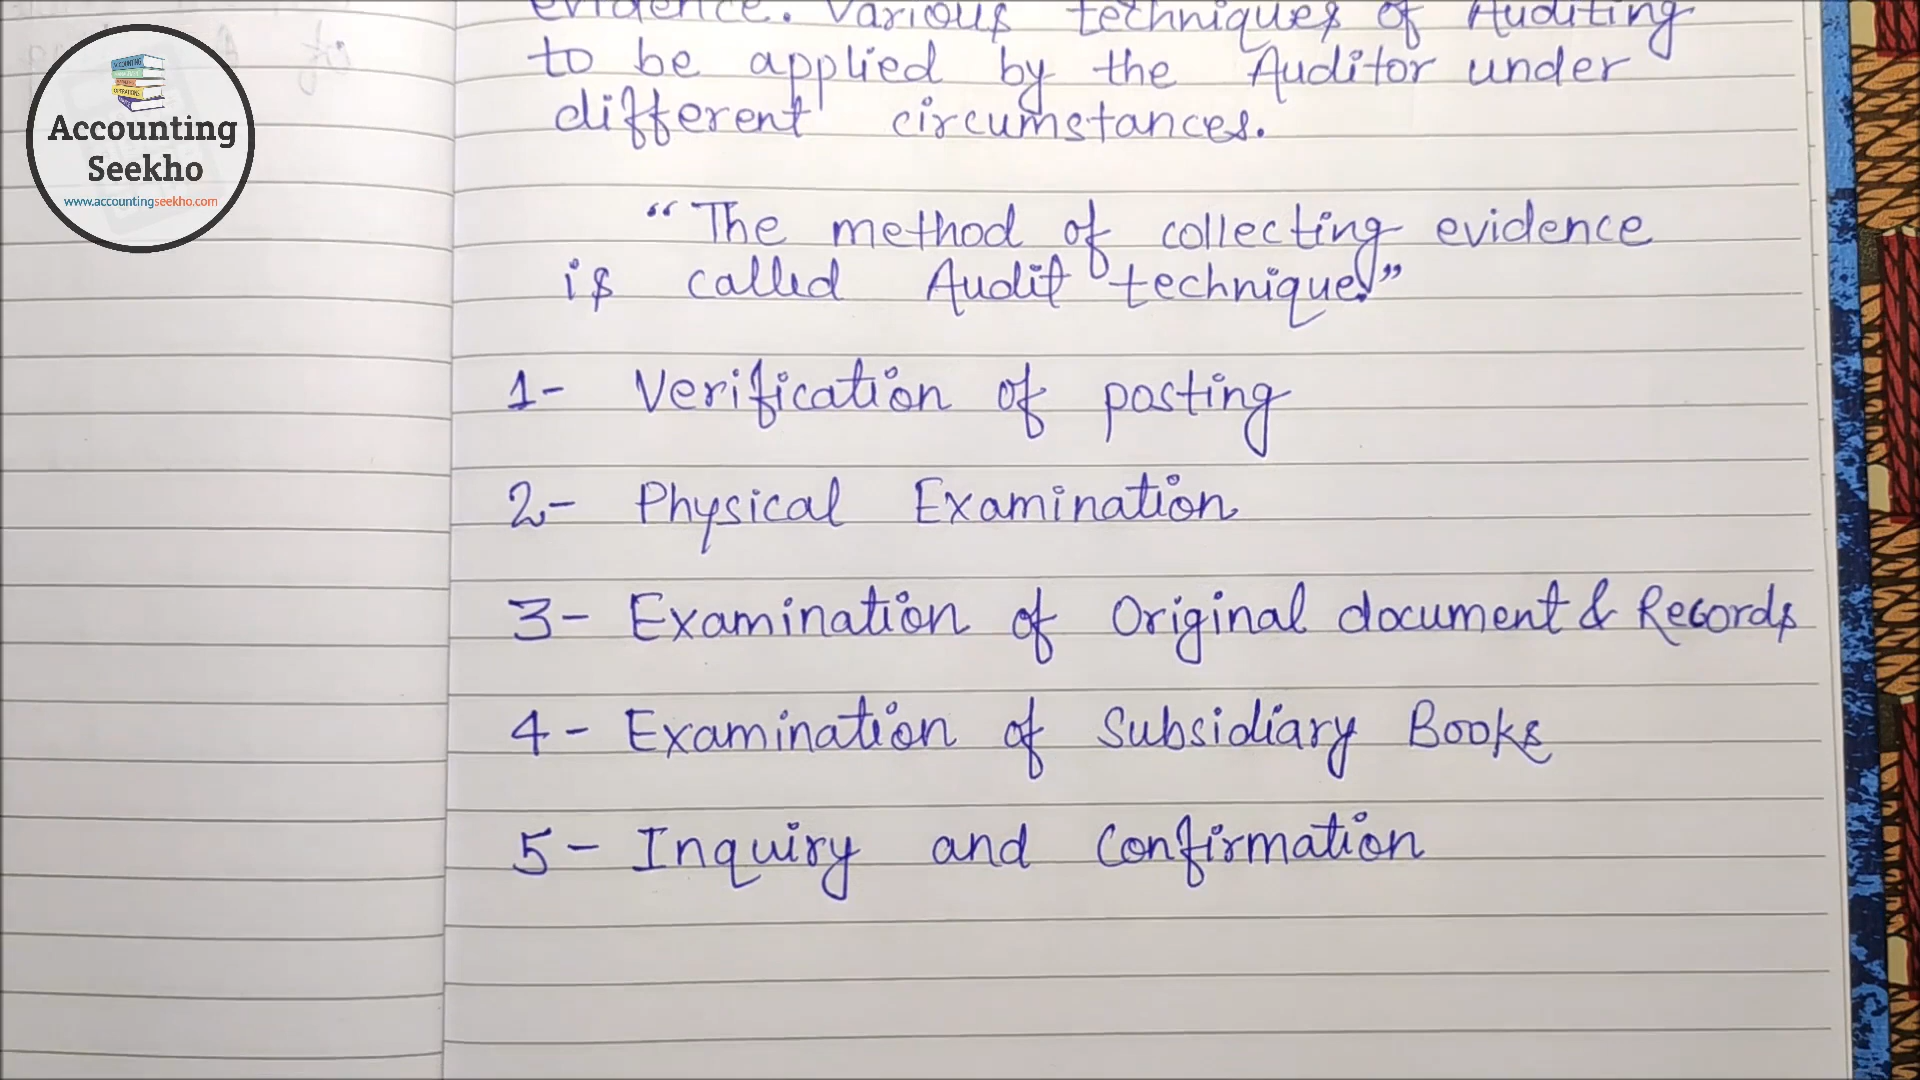 Accounting
Seekho
www.accountingseekho.com
evidence. Various techniques of Auditing
to be applied by the Auditor under
different circumstances.
“The method of collecting evidence
is called Audit technique.”
1- Verification of posting
2- Physical Examination
3- Examination of Original document & Records
4- Examination of Subsidiary Books
5- Inquiry and Confirmation